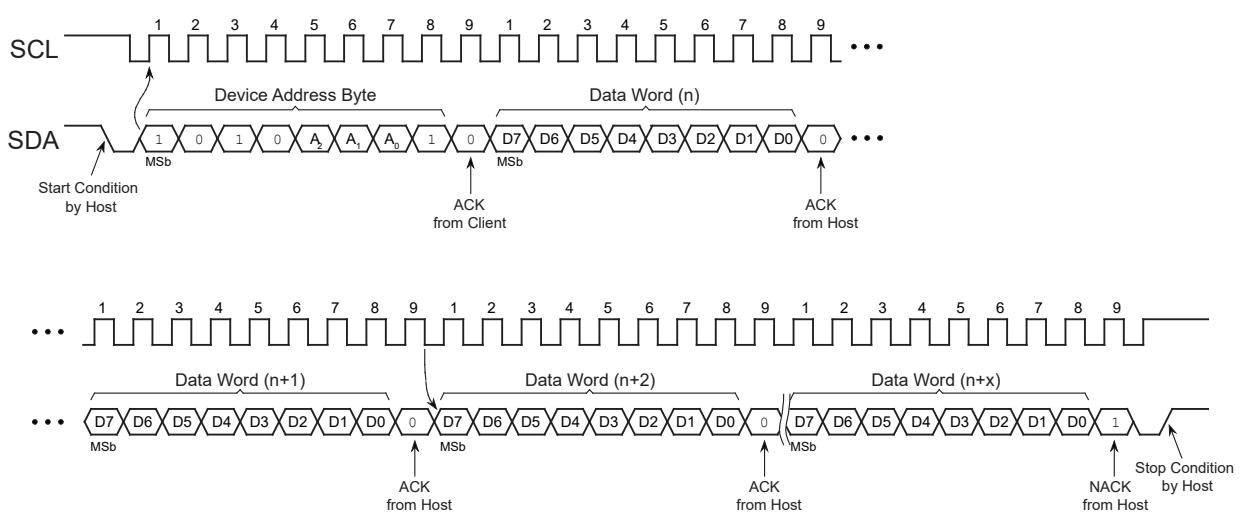 1 2 3 4 5 6 7 8 9 1 2 3 4 5 6 7 8 9
SCL
Device Address Byte Data Word (n)
SDA 1 0 1 0 A2 A1 A0 1 0 D7 D6 D5 D4 D3 D2 D1 D0 0
MSb MSb
Start Condition
by Host
ACK
from Client
ACK
from Host
1 2 3 4 5 6 7 8 9 1 2 3 4 5 6 7 8 9 1 2 3 4 5 6 7 8 9
Data Word (n+1) Data Word (n+2) Data Word (n+x)
D7 D6 D5 D4 D3 D2 D1 D0 0 D7 D6 D5 D4 D3 D2 D1 D0 0 D7 D6 D5 D4 D3 D2 D1 D0 1
MSb MSb MSb
ACK
from Host
ACK
from Host
NACK
from Host
Stop Condition
by Host